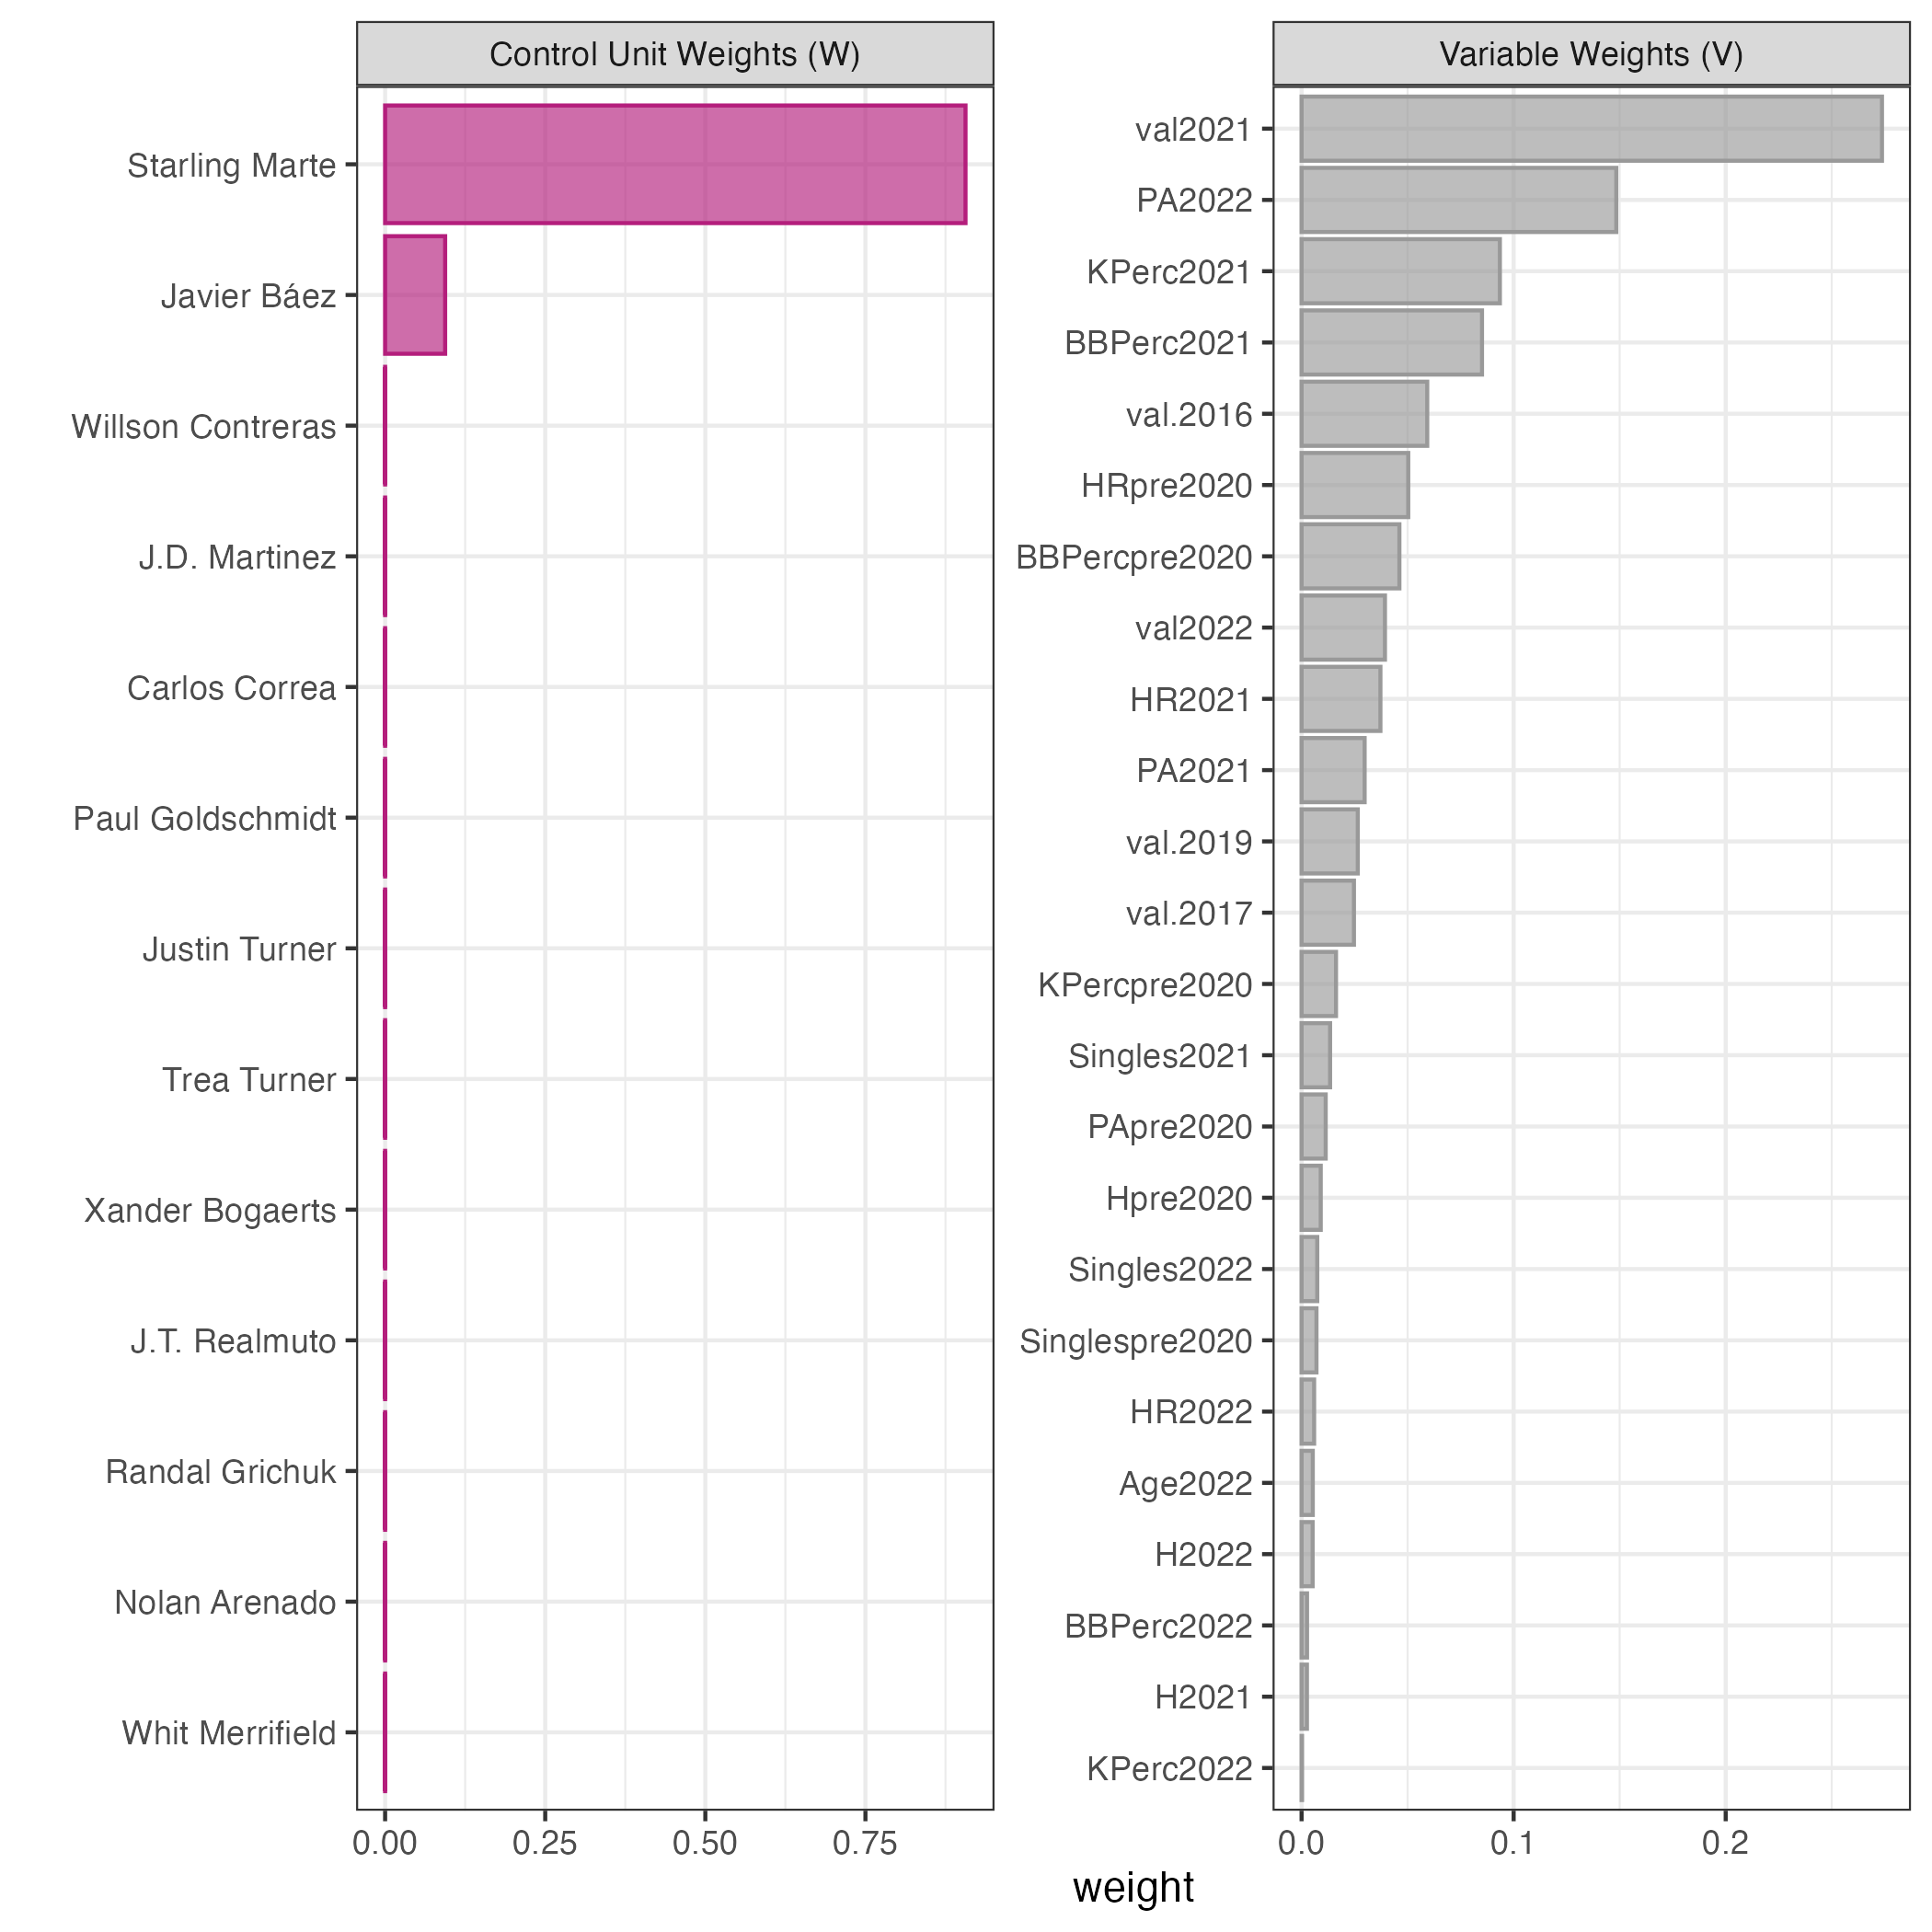 Control Unit Weights (W)
Starling Marte
Javier Báez
Willson Contreras
J.D. Martinez
Carlos Correa
Paul Goldschmidt
Justin Turner
Trea Turner
Xander Bogaerts
J.T. Realmuto
Randal Grichuk
Nolan Arenado
Whit Merrifield
0.00 0.25 0.50 0.75
Variable Weights (V)
val2021
PA2022
KPerc2021
BBPerc2021
val.2016
HRpre2020
BBPercpre2020
val2022
HR2021
PA2021
val.2019
val.2017
KPercpre2020
Singles2021
PApre2020
Hpre2020
Singles2022
Singlespre2020
HR2022
Age2022
H2022
BBPerc2022
H2021
KPerc2022
0.0 0.1 0.2
weight